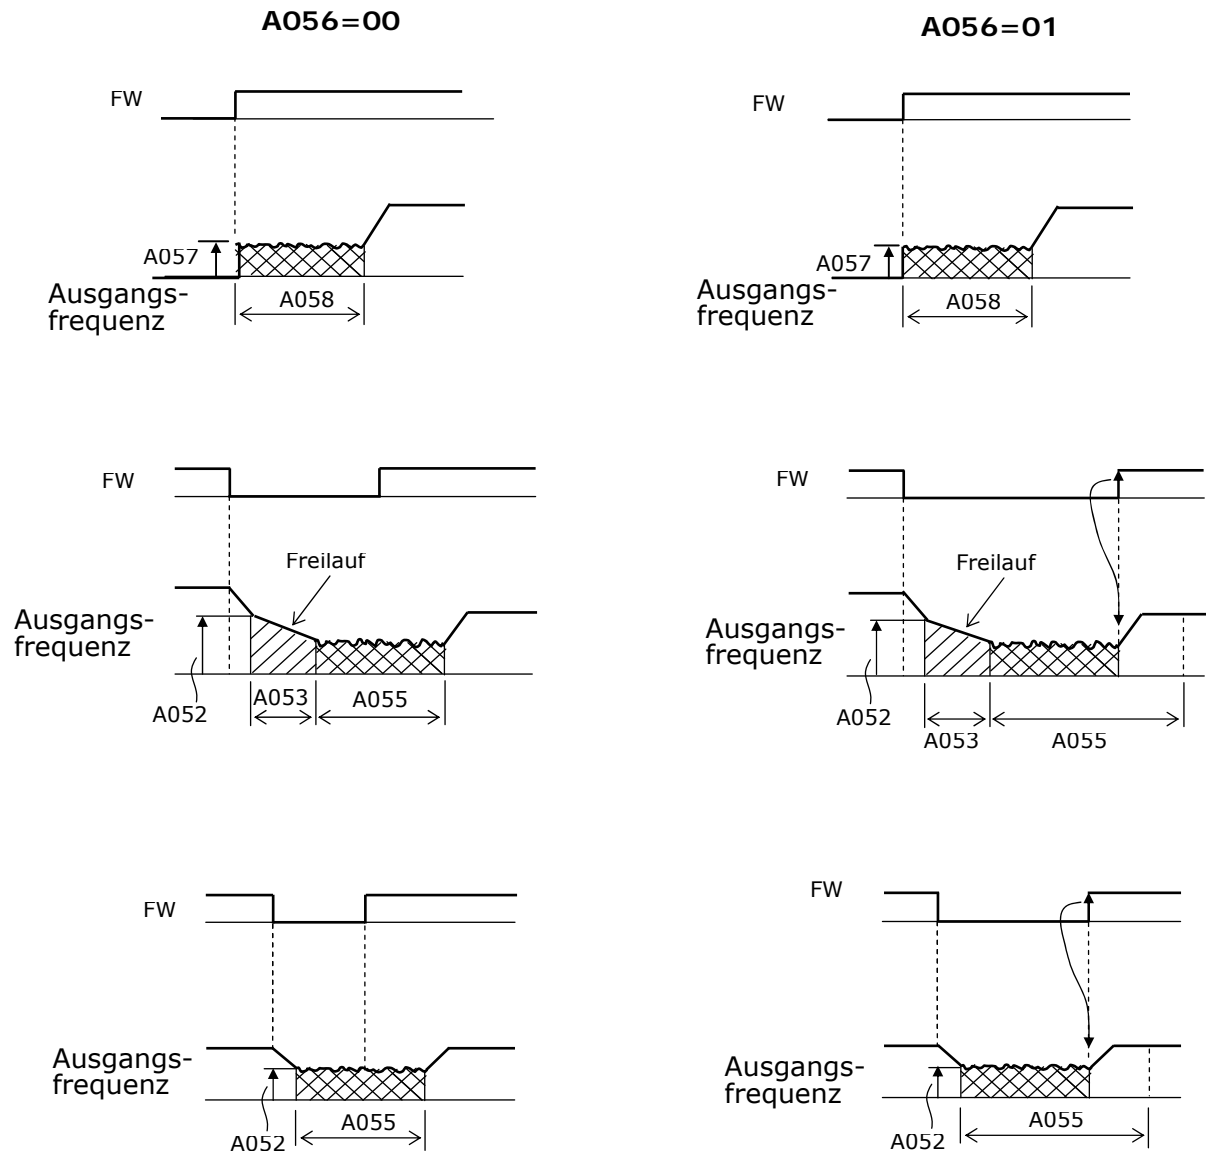 A056=00
FW
A057
Ausgangs-
frequenz
A058
FW
Freilauf
Ausgangs-
frequenz
A052
A053
A055
FW
Ausgangs-
frequenz
A052
A055
A056=01
FW
A057
Ausgangs-
frequenz
A058
FW
Freilauf
Ausgangs-
frequenz
A052
A053
A055
FW
Ausgangs-
frequenz
A052
A055